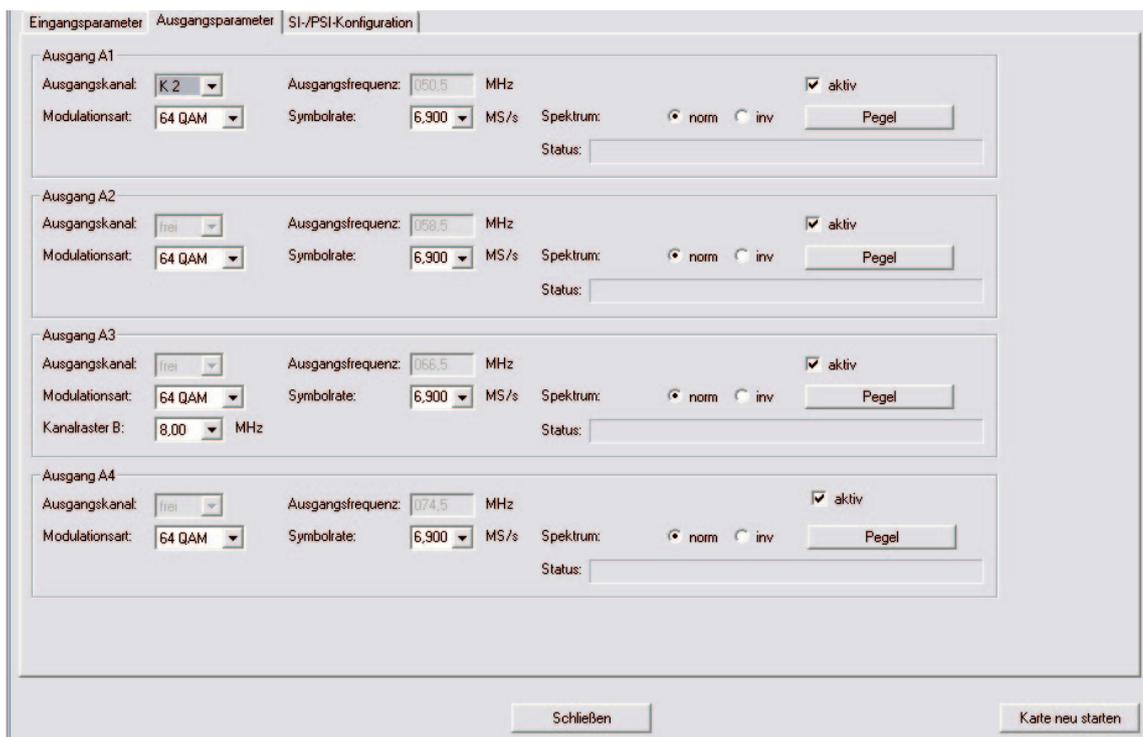 Eingangsparameter Ausgangsparameter SI-/PSI-Konfiguration
Ausgang A1
Ausgangskanal: K 2 Ausgangsfrequenz: 050,5 MHz aktiv
Modulationsart: 64 QAM Symbolrate: 6,900 MS/s Spektrum: norm inv Pegel
Status:
Ausgang A2
Ausgangskanal: frei Ausgangsfrequenz: 058,5 MHz aktiv
Modulationsart: 64 QAM Symbolrate: 6,900 MS/s Spektrum: norm inv Pegel
Status:
Ausgang A3
Ausgangskanal: frei Ausgangsfrequenz: 066,5 MHz aktiv
Modulationsart: 64 QAM Symbolrate: 6,900 MS/s Spektrum: norm inv Pegel
Kanalraster B: 8,00 MHz Status:
Ausgang A4
Ausgangskanal: frei Ausgangsfrequenz: 074,5 MHz aktiv
Modulationsart: 64 QAM Symbolrate: 6,900 MS/s Spektrum: norm inv Pegel
Status:
Schließen Karte neu starten